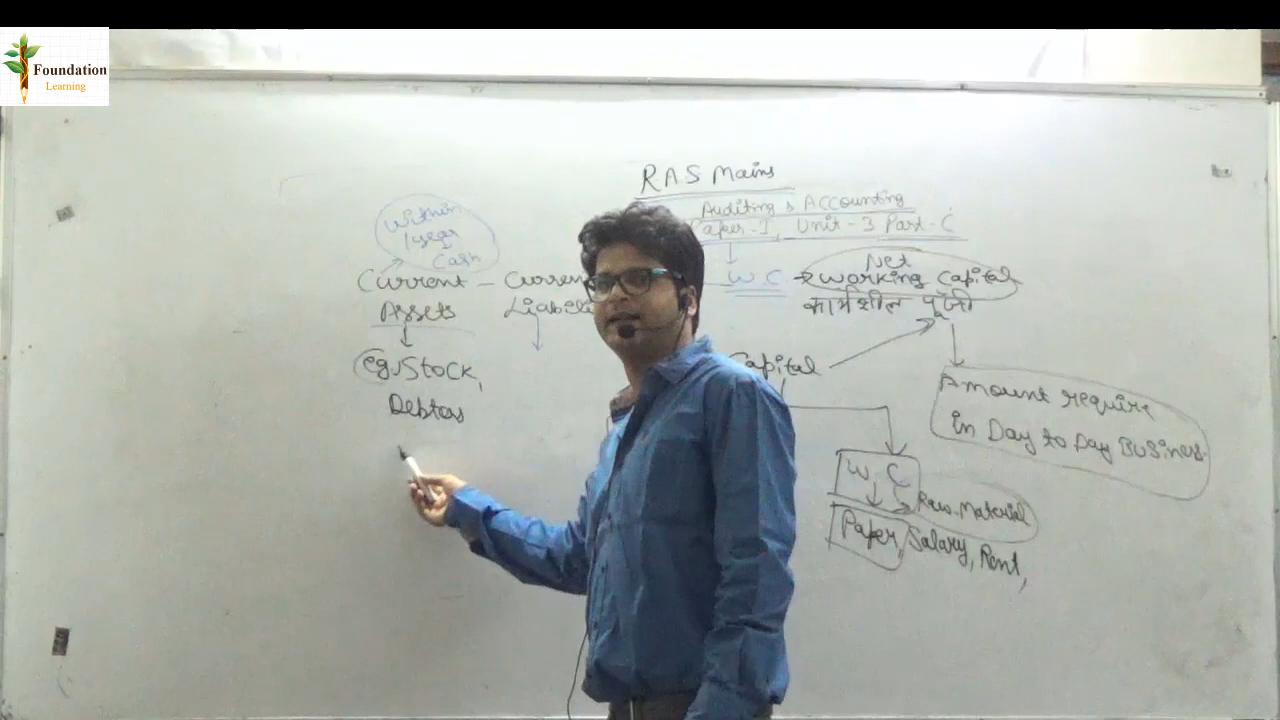 Foundation
Learning
RAS Mains
Auditing & Accounting
Paper-I, Unit-3 Part-C
Within
1 year
Cash
Current
Assets
eg. Stock,
Debtors
Current
Liabili
W C
Net
Working Capital
कार्यशील पूंजी
Capital
Amount require
in Day to Day Business.
W C
Raw-Material
Paper, Salary, Rent,